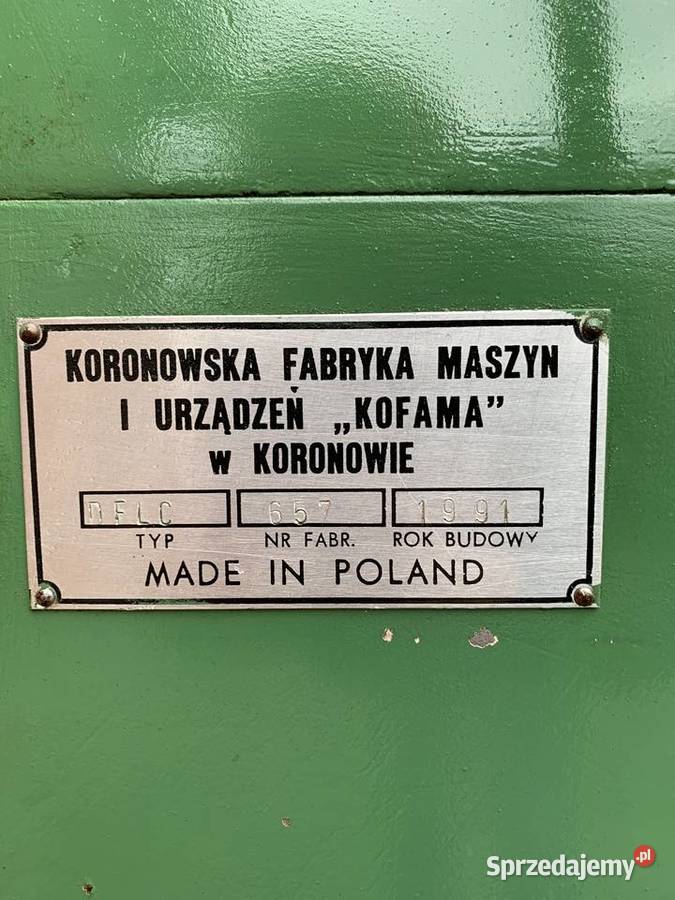 KORONOWSKA FABRYKA MASZYN
I URZĄDZEŃ „KOFAMA”
w KORONOWIE
DFLC 657 1991
TYP NR FABR. ROK BUDOWY
MADE IN POLAND
Sprzedajemy.pl